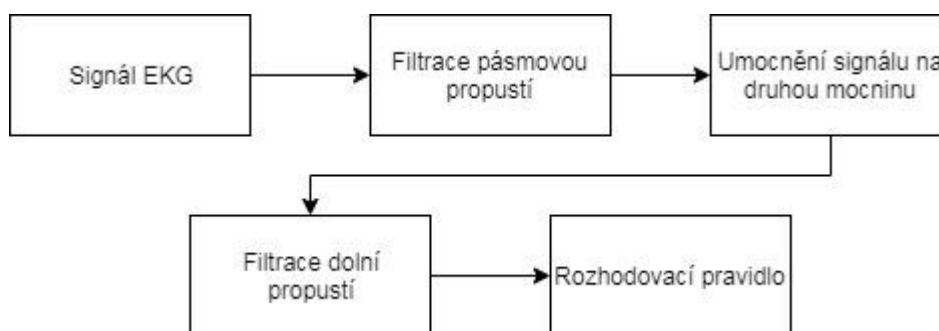 Signál EKG
Filtrace pásmovou
propustí
Umocnění signálu na
druhou mocninu
Filtrace dolní
propustí
Rozhodovací pravidlo